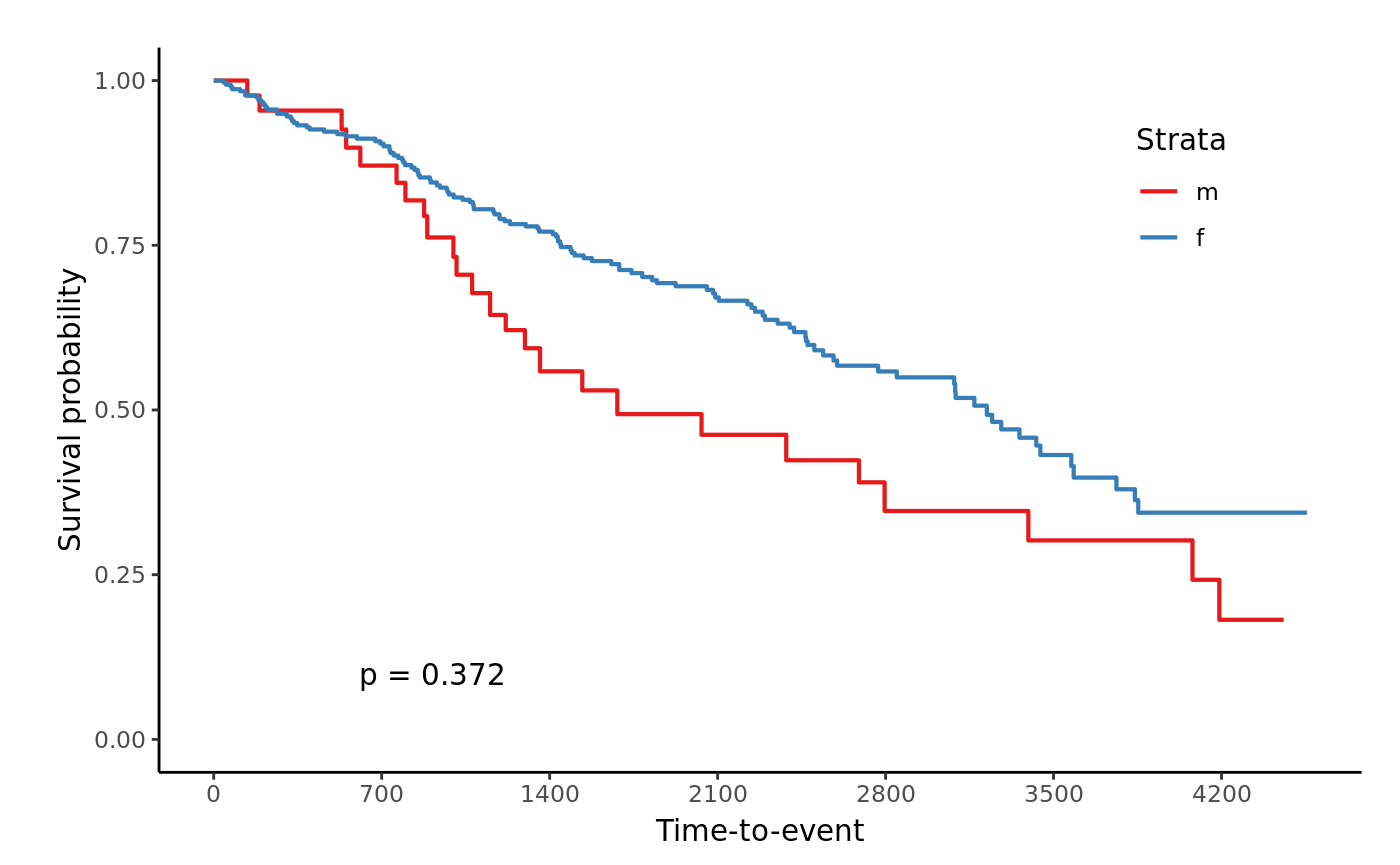 Strata
m
f
Survival probability
1.00
0.75
0.50
0.25
0.00
p = 0.372
0 700 1400 2100 2800 3500 4200
Time-to-event